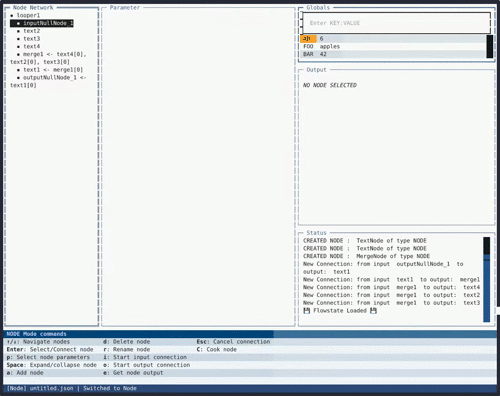 Node Network
▪ looper1
▪ inputNullNode_1
▪ text2
▪ text3
▪ text4
▪ merge1 <- text4[0],
text2[0], text3[0]
▪ text1 <- merge1[0]
▪ outputNullNode_1 <-
text1[0]
Parameter
Globals
Enter KEY:VALUE
6
FOO apples
BAR 42
Output
NO NODE SELECTED
Status
CREATED NODE : TextNode of type NODE
CREATED NODE : TextNode of type NODE
CREATED NODE : MergeNode of type NODE
New Connection: from input outputNullNode_1 to
output: text1
New Connection: from input text1 to output: merge1
New Connection: from input merge1 to output: text4
New Connection: from input merge1 to output: text2
New Connection: from input merge1 to output: text3
💾 Flowstate Loaded 💾
NODE Mode commands
↑/↓: Navigate nodes d: Delete node Esc: Cancel connection
Enter: Select/Connect node r: Rename node C: Cook node
p: Select node parameters i: Start input connection
Space: Expand/collapse node o: Start output connection
a: Add node e: Get node output
[Node] untitled.json | Switched to Node